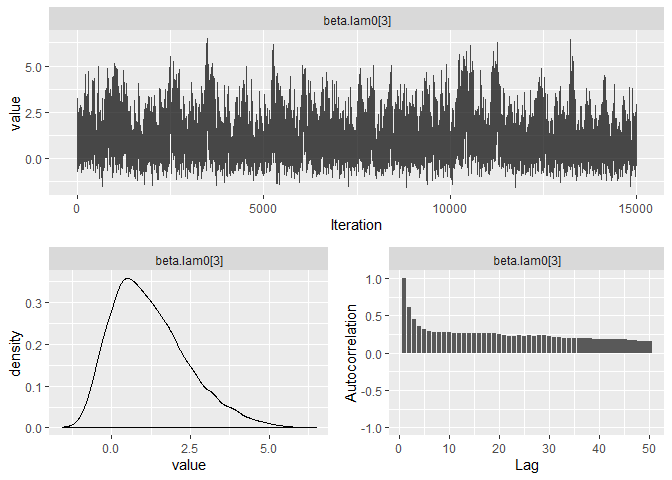 beta.lam0[3]
5.0
2.5
0.0
value
0 5000 10000 15000
Iteration
beta.lam0[3] beta.lam0[3]
0.3
0.2
0.1
0.0
density
0.0 2.5 5.0
value
1.0
0.5
0.0
-0.5
-1.0
Autocorrelation
0 10 20 30 40 50
Lag